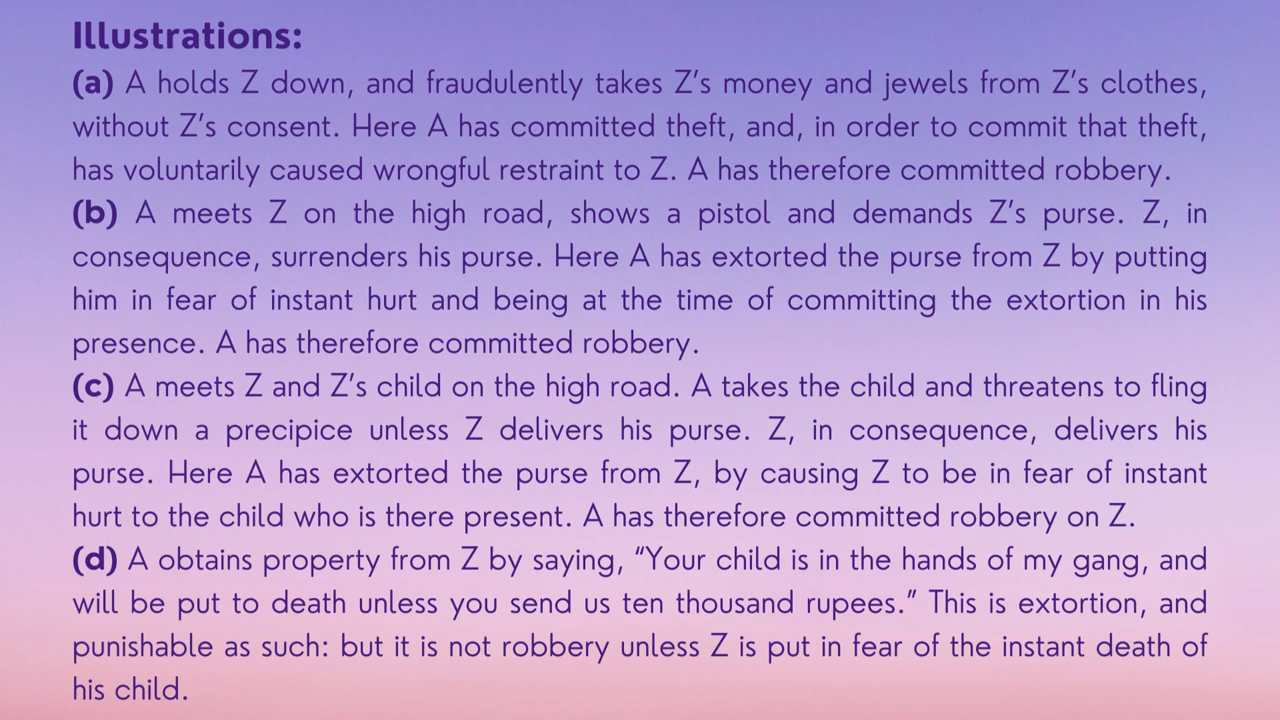 Illustrations:
(a) A holds Z down, and fraudulently takes Z’s money and jewels from Z’s clothes,
without Z’s consent. Here A has committed theft, and, in order to commit that theft,
has voluntarily caused wrongful restraint to Z. A has therefore committed robbery.
(b) A meets Z on the high road, shows a pistol and demands Z’s purse. Z, in
consequence, surrenders his purse. Here A has extorted the purse from Z by putting
him in fear of instant hurt and being at the time of committing the extortion in his
presence. A has therefore committed robbery.
(c) A meets Z and Z’s child on the high road. A takes the child and threatens to fling
it down a precipice unless Z delivers his purse. Z, in consequence, delivers his
purse. Here A has extorted the purse from Z, by causing Z to be in fear of instant
hurt to the child who is there present. A has therefore committed robbery on Z.
(d) A obtains property from Z by saying, “Your child is in the hands of my gang, and
will be put to death unless you send us ten thousand rupees.” This is extortion, and
punishable as such: but it is not robbery unless Z is put in fear of the instant death of
his child.